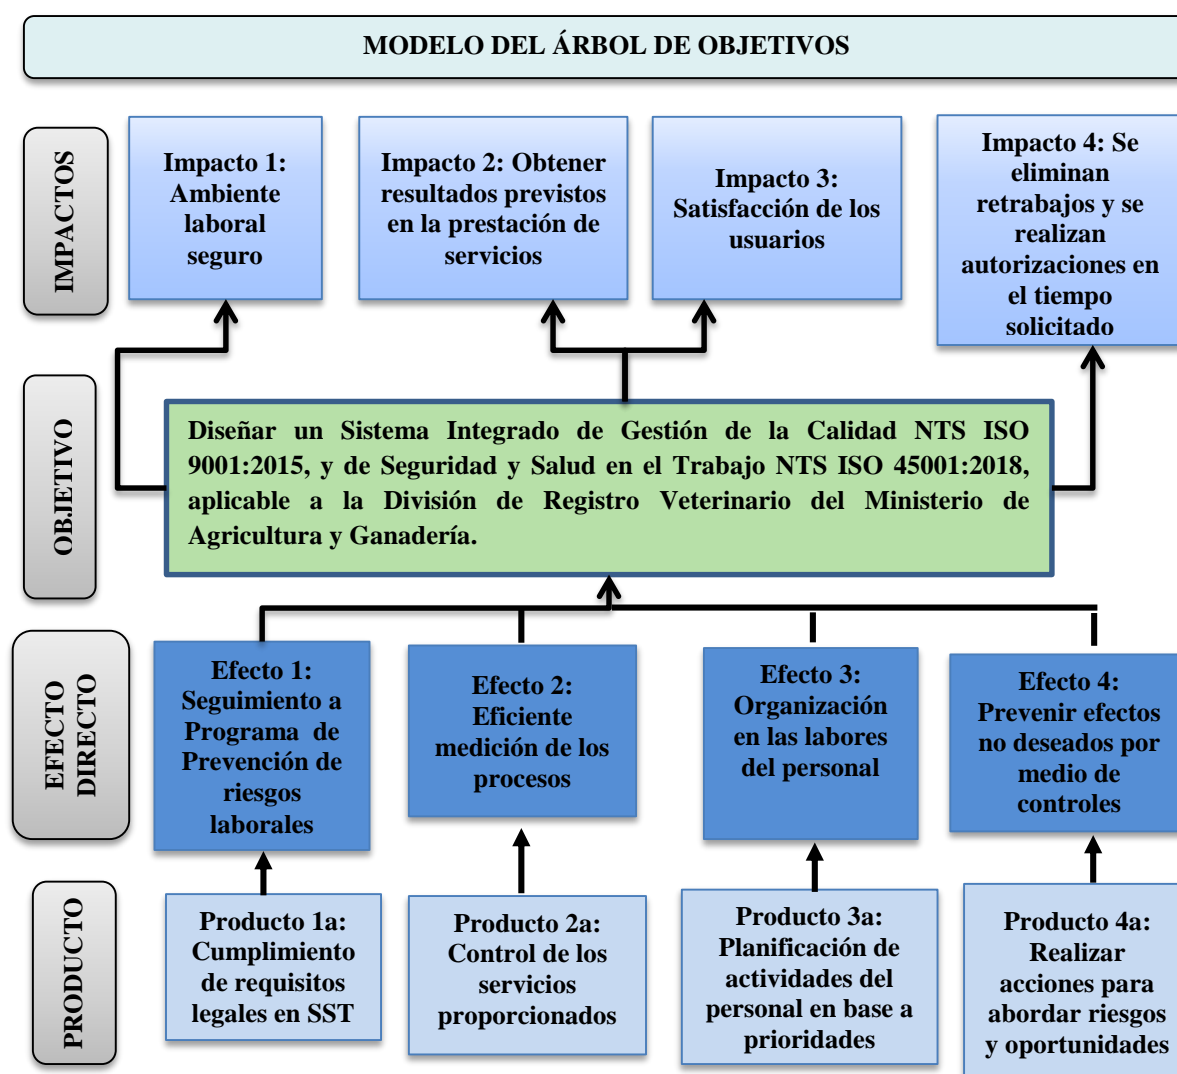 MODELO DEL ÁRBOL DE OBJETIVOS
IMPACTOS
Impacto 1:
Ambiente
laboral
seguro
Impacto 2: Obtener
resultados previstos
en la prestación de
servicios
Impacto 3:
Satisfacción de los
usuarios
Impacto 4: Se
eliminan
retrabajos y se
realizan
autorizaciones en
el tiempo
solicitado
OBJETIVO
Diseñar un Sistema Integrado de Gestión de la Calidad NTS ISO
9001:2015, y de Seguridad y Salud en el Trabajo NTS ISO 45001:2018,
aplicable a la División de Registro Veterinario del Ministerio de
Agricultura y Ganadería.
EFECTO
DIRECTO
Efecto 1:
Seguimiento a
Programa de
Prevención de
riesgos
laborales
Efecto 2:
Eficiente
medición de los
procesos
Efecto 3:
Organización
en las labores
del personal
Efecto 4:
Prevenir efectos
no deseados por
medio de
controles
PRODUCTO
Producto 1a:
Cumplimiento
de requisitos
legales en SST
Producto 2a:
Control de los
servicios
proporcionados
Producto 3a:
Planificación de
actividades del
personal en base a
prioridades
Producto 4a:
Realizar
acciones para
abordar riesgos
y oportunidades